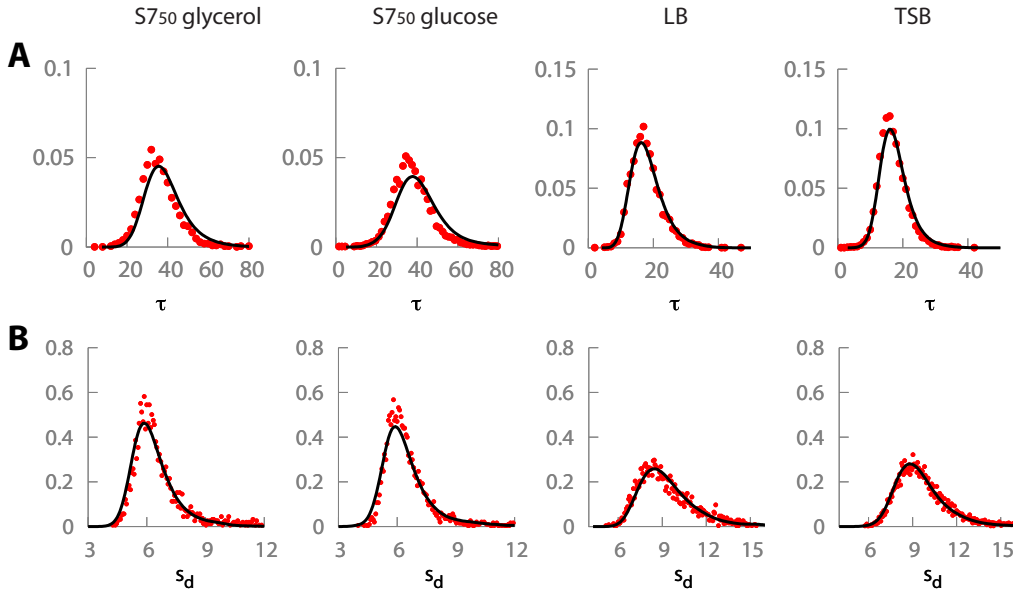 S7₅₀ glycerol S7₅₀ glucose LB TSB
A
0.1 0.1 0.15 0.15
0.1 0.1
0.05 0.05
0.05 0.05
0 0 0 0
0 20 40 60 80 0 20 40 60 80 0 20 40 0 20 40
τ τ τ τ
B
0.8 0.8 0.8 0.8
0.6 0.6 0.6 0.6
0.4 0.4 0.4 0.4
0.2 0.2 0.2 0.2
0 0 0 0
3 6 9 12 3 6 9 12 6 9 12 15 6 9 12 15
s_d s_d s_d s_d